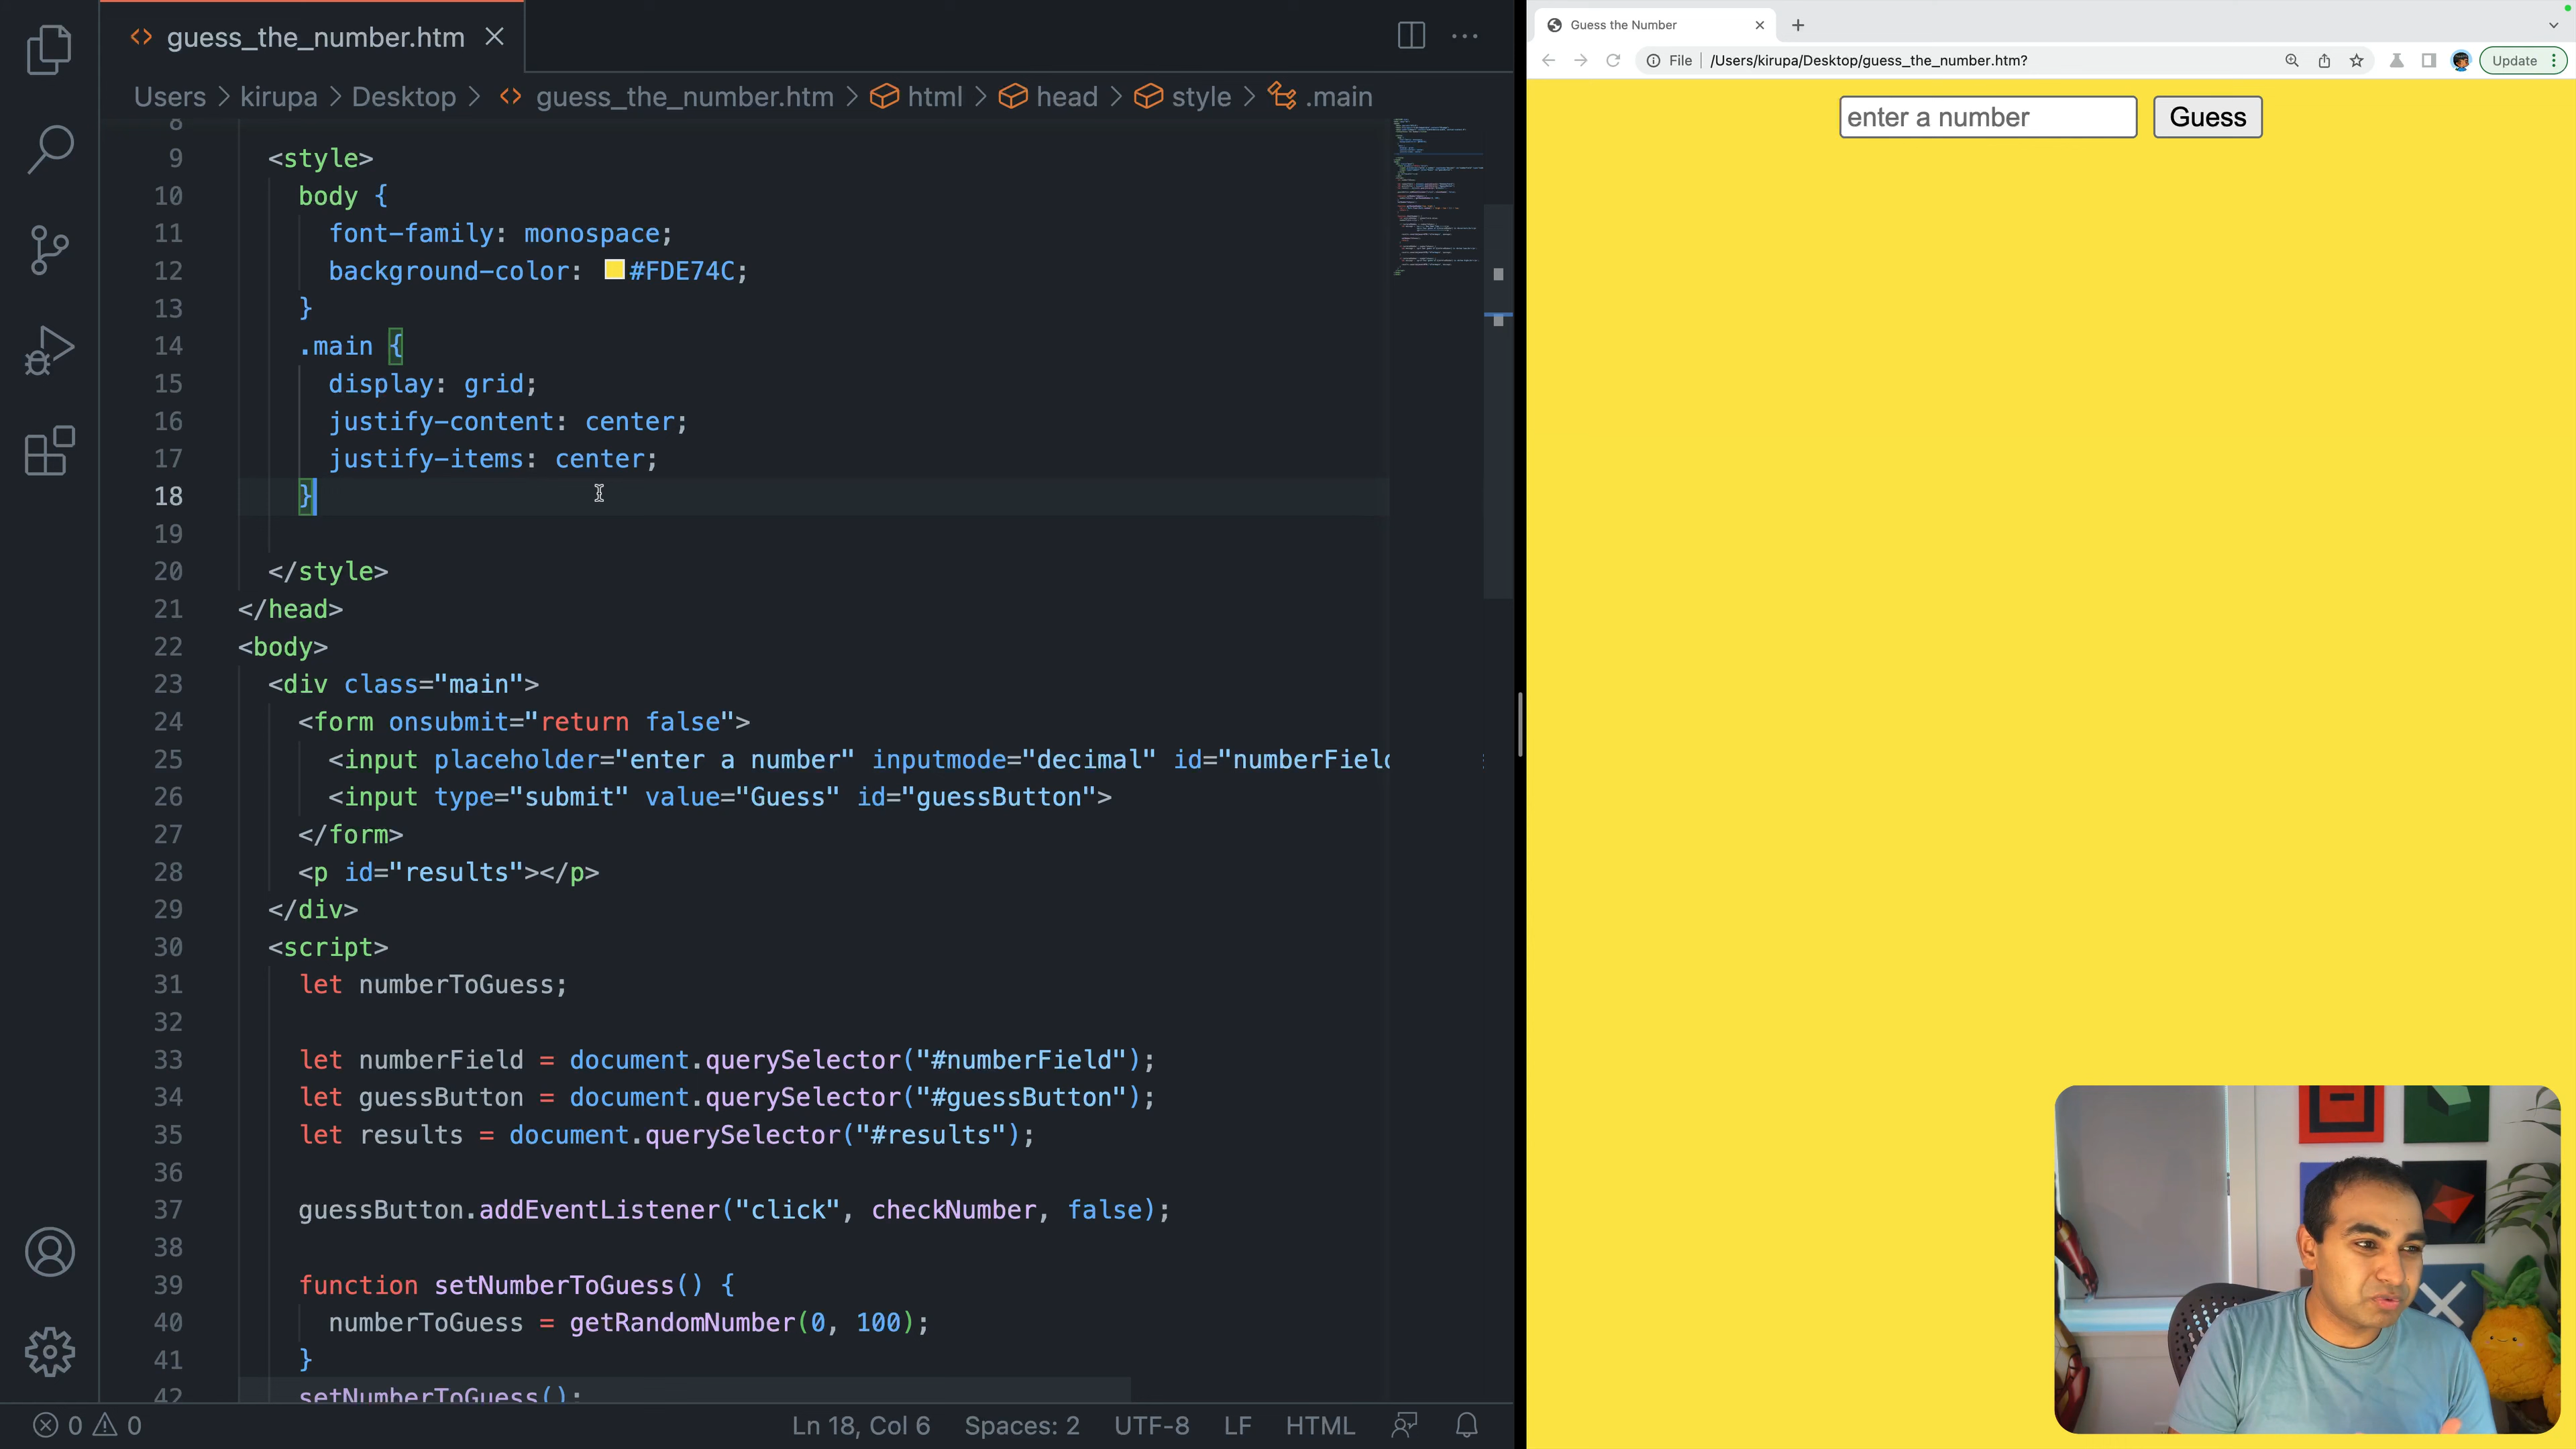 guess_the_number.htm
Users > kirupa > Desktop > guess_the_number.htm > html > head > style > .main
8
9 <style>
10 body {
11 font-family: monospace;
12 background-color: #FDE74C;
13 }
14 .main {
15 display: grid;
16 justify-content: center;
17 justify-items: center;
18 }
19
20 </style>
21 </head>
22 <body>
23 <div class="main">
24 <form onsubmit="return false">
25 <input placeholder="enter a number" inputmode="decimal" id="numberField
26 <input type="submit" value="Guess" id="guessButton">
27 </form>
28 <p id="results"></p>
29 </div>
30 <script>
31 let numberToGuess;
32
33 let numberField = document.querySelector("#numberField");
34 let guessButton = document.querySelector("#guessButton");
35 let results = document.querySelector("#results");
36
37 guessButton.addEventListener("click", checkNumber, false);
38
39 function setNumberToGuess() {
40 numberToGuess = getRandomNumber(0, 100);
41 }
42 setNumberToGuess();
0 0 Ln 18, Col 6 Spaces: 2 UTF-8 LF HTML
Guess the Number
File /Users/kirupa/Desktop/guess_the_number.htm? Update
enter a number Guess